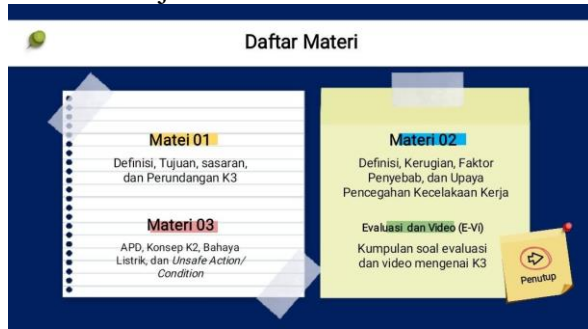 Daftar Materi
Matei 01
Definisi, Tujuan, sasaran,
dan Perundangan K3
Materi 02
Definisi, Kerugian, Faktor
Penyebab, dan Upaya
Pencegahan Kecelakaan Kerja
Materi 03
APD, Konsep K2, Bahaya
Listrik, dan Unsafe Action/
Condition
Evaluasi dan Video (E-Vi)
Kumpulan soal evaluasi
dan video mengenai K3
Penutup